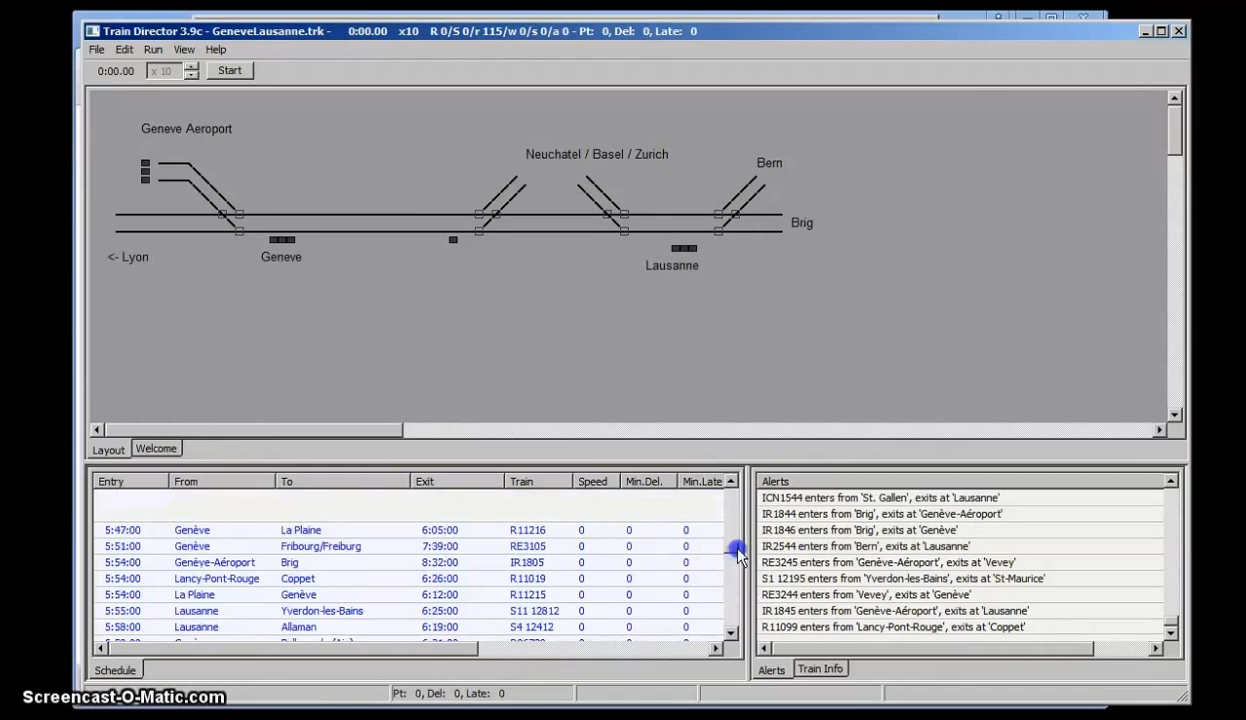 Train Director 3.9c - GeneveLausanne.trk - 0:00.00 x10 R 0/S 0/r 115/w 0/s 0/a 0 - Pt: 0, Del: 0, Late: 0
File Edit Run View Help
0:00.00 x 10 Start
Geneve Aeroport
Neuchatel / Basel / Zurich
Bern
Brig
<- Lyon
Geneve
Lausanne
Layout Welcome
Entry From To Exit Train Speed Min.Del. Min.Late
5:47:00 Genève La Plaine 6:05:00 R11216 0 0 0
5:51:00 Genève Fribourg/Freiburg 7:39:00 RE3105 0 0 0
5:54:00 Genève-Aéroport Brig 8:32:00 IR1805 0 0 0
5:54:00 Lancy-Pont-Rouge Coppet 6:26:00 R11019 0 0 0
5:54:00 La Plaine Genève 6:12:00 R11215 0 0 0
5:55:00 Lausanne Yverdon-les-Bains 6:25:00 S11 12812 0 0 0
5:58:00 Lausanne Allaman 6:19:00 S4 12412 0 0 0
Schedule
Alerts
ICN1544 enters from 'St. Gallen', exits at 'Lausanne'
IR1844 enters from 'Brig', exits at 'Genève-Aéroport'
IR1846 enters from 'Brig', exits at 'Genève'
IR2544 enters from 'Bern', exits at 'Lausanne'
RE3245 enters from 'Genève-Aéroport', exits at 'Vevey'
S1 12195 enters from 'Yverdon-les-Bains', exits at 'St-Maurice'
RE3244 enters from 'Vevey', exits at 'Genève'
IR1845 enters from 'Genève-Aéroport', exits at 'Lausanne'
R11099 enters from 'Lancy-Pont-Rouge', exits at 'Coppet'
Alerts Train Info
Pt: 0, Del: 0, Late: 0
Screencast-O-Matic.com